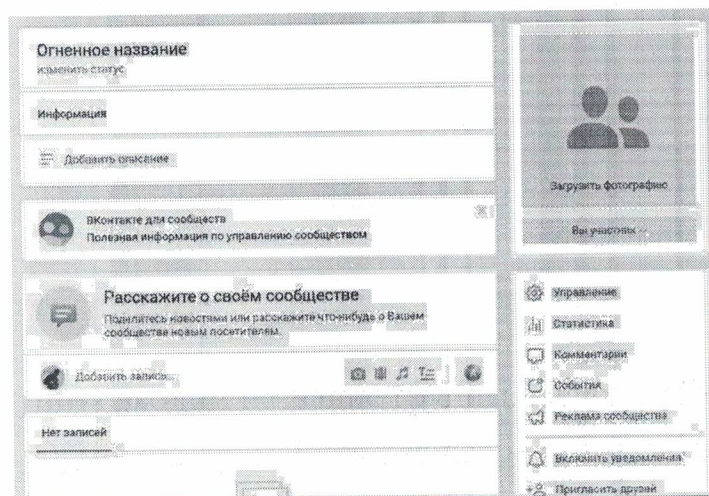 Огненное название
изменить статус
Информация
Добавить описание
ВКонтакте для сообществ
Полезная информация по управлению сообществом
Расскажите о своём сообществе
Поделитесь новостями или расскажите что-нибудь о Вашем
сообществе новым посетителям.
Добавить запись...
Нет записей
Загрузить фотографию
Вы участник
Управление
Статистика
Комментарии
События
Реклама сообщества
Включить уведомления
Пригласить друзей